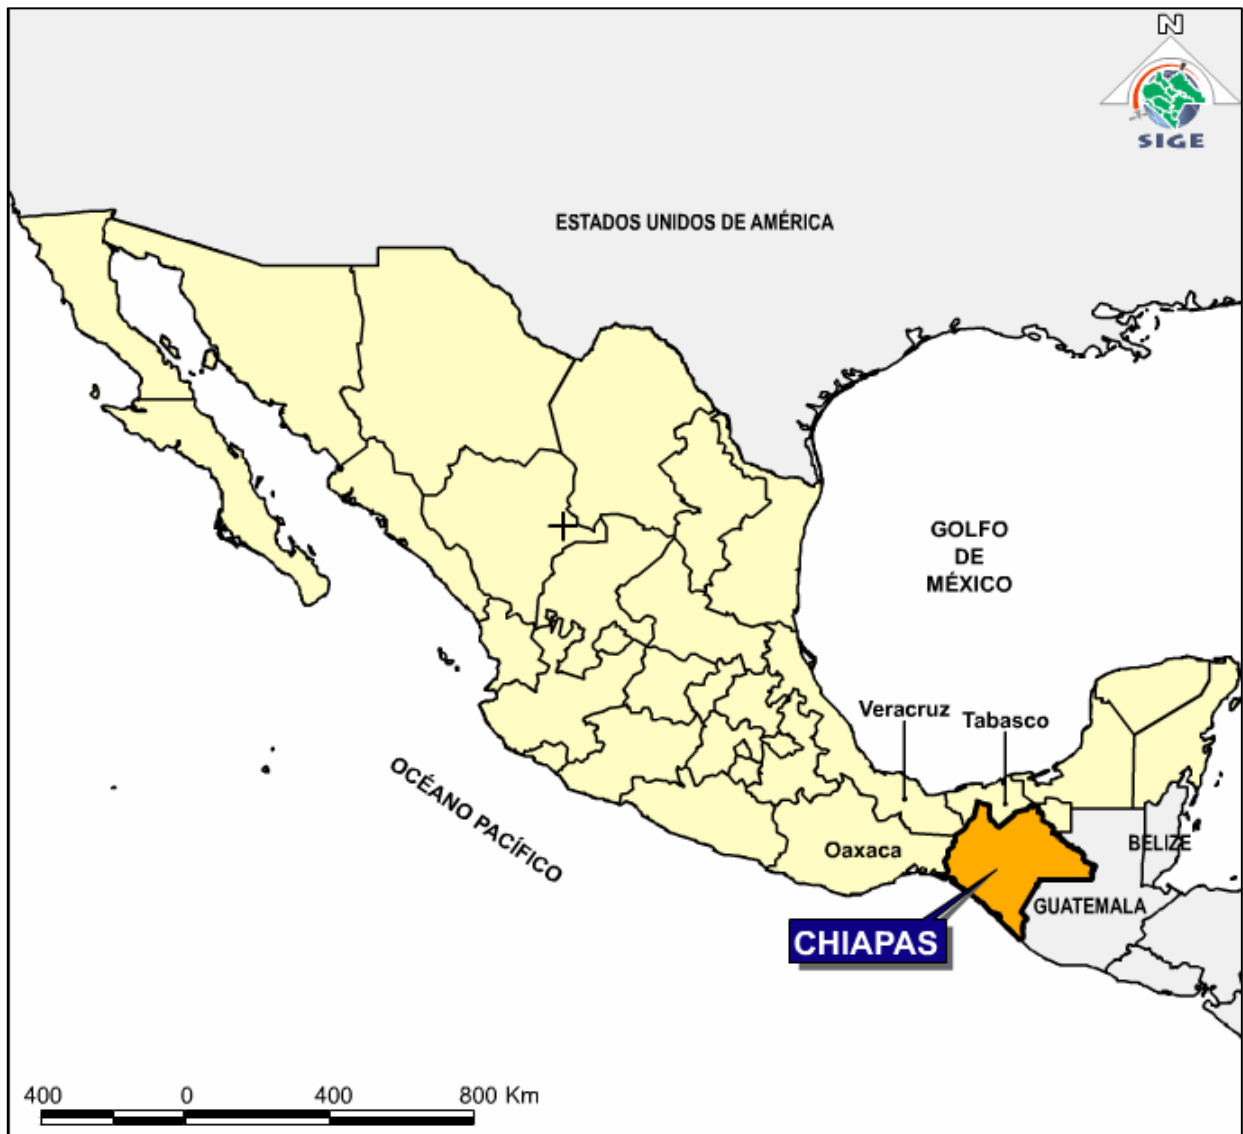 N
SIGE
ESTADOS UNIDOS DE AMÉRICA
GOLFO
DE
MÉXICO
Veracruz
Tabasco
OCÉANO PACÍFICO
Oaxaca
BELIZE
GUATEMALA
CHIAPAS
400 0 400 800 Km